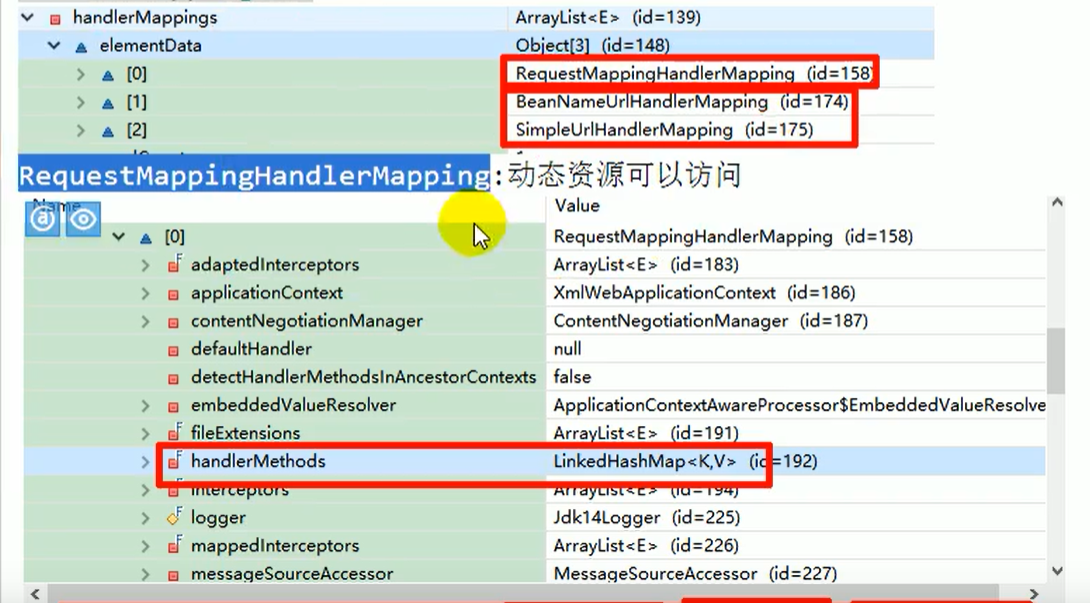 handlerMappings ArrayList<E> (id=139)
elementData Object[3] (id=148)
[0] RequestMappingHandlerMapping (id=158)
[1] BeanNameUrlHandlerMapping (id=174)
[2] SimpleUrlHandlerMapping (id=175)
RequestMappingHandlerMapping:动态资源可以访问
Name Value
[0] RequestMappingHandlerMapping (id=158)
adaptedInterceptors ArrayList<E> (id=183)
applicationContext XmlWebApplicationContext (id=186)
contentNegotiationManager ContentNegotiationManager (id=187)
defaultHandler null
detectHandlerMethodsInAncestorContexts false
embeddedValueResolver ApplicationContextAwareProcessor$EmbeddedValueResolve
fileExtensions ArrayList<E> (id=191)
handlerMethods LinkedHashMap<K,V> (id=192)
interceptors ArrayList<E> (id=194)
logger Jdk14Logger (id=225)
mappedInterceptors ArrayList<E> (id=226)
messageSourceAccessor MessageSourceAccessor (id=227)